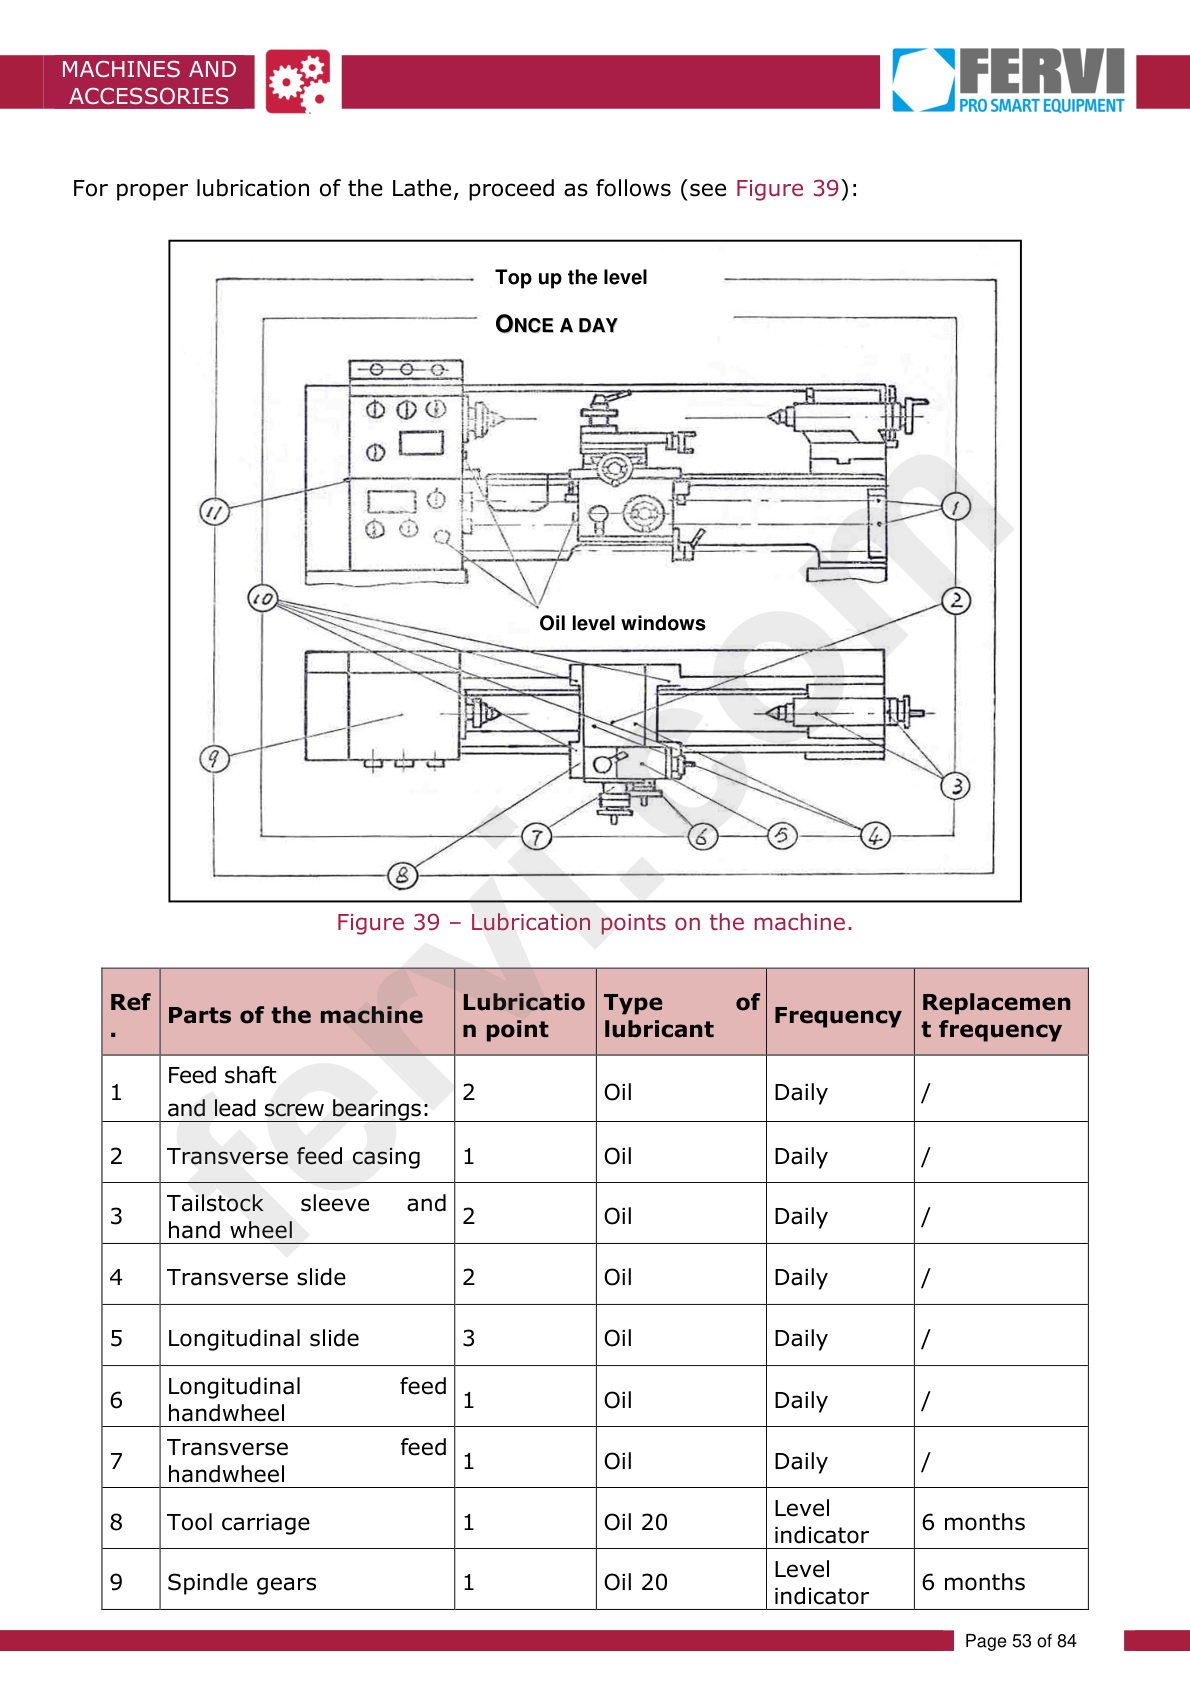 MACHINES AND
ACCESSORIES
FERVI
PRO SMART EQUIPMENT
For proper lubrication of the Lathe, proceed as follows (see Figure 39):
Top up the level
ONCE A DAY
11
1
10
2
Oil level windows
9
3
7
6
5
4
8
Figure 39 – Lubrication points on the machine.
Ref
.
Parts of the machine
Lubricatio
n point
Type of
lubricant
Frequency
Replacemen
t frequency
1
Feed shaft
and lead screw bearings:
2
Oil
Daily
/
2
Transverse feed casing
1
Oil
Daily
/
3
Tailstock sleeve and
hand wheel
2
Oil
Daily
/
4
Transverse slide
2
Oil
Daily
/
5
Longitudinal slide
3
Oil
Daily
/
6
Longitudinal feed
handwheel
1
Oil
Daily
/
7
Transverse feed
handwheel
1
Oil
Daily
/
8
Tool carriage
1
Oil 20
Level
indicator
6 months
9
Spindle gears
1
Oil 20
Level
indicator
6 months
fervi.com
Page 53 of 84